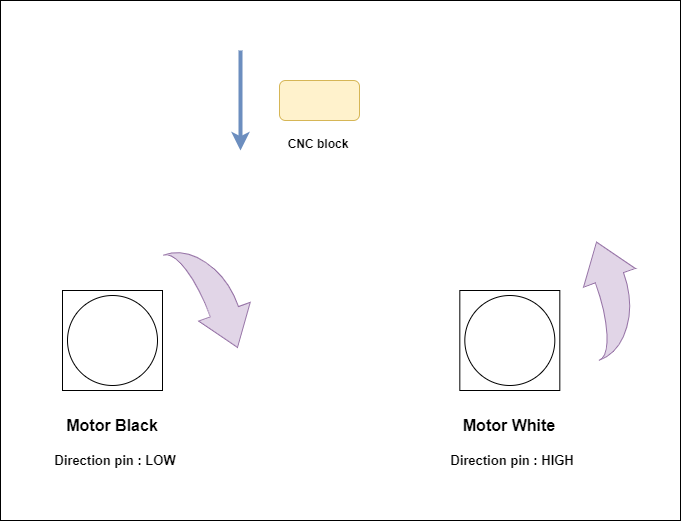 CNC block
Motor Black
Motor White
Direction pin : LOW
Direction pin : HIGH